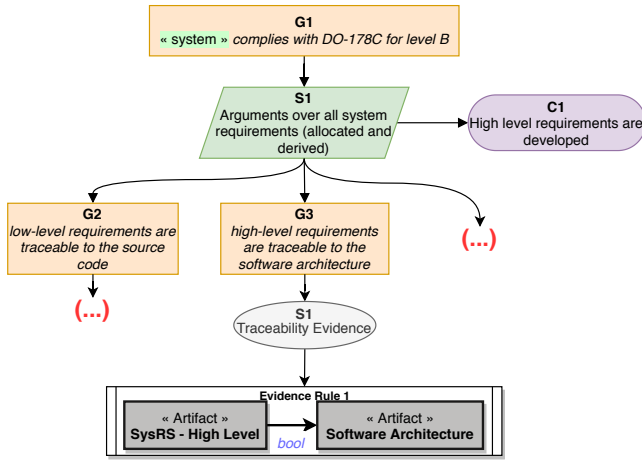 G1
« system » complies with DO-178C for level B
S1
Arguments over all system
requirements (allocated and
derived)
C1
High level requirements are
developed
G2
low-level requirements are
traceable to the source
code
G3
high-level requirements
are traceable to the
software architecture
(...)
(...)
S1
Traceability Evidence
Evidence Rule 1
« Artifact »
SysRS - High Level
bool
« Artifact »
Software Architecture